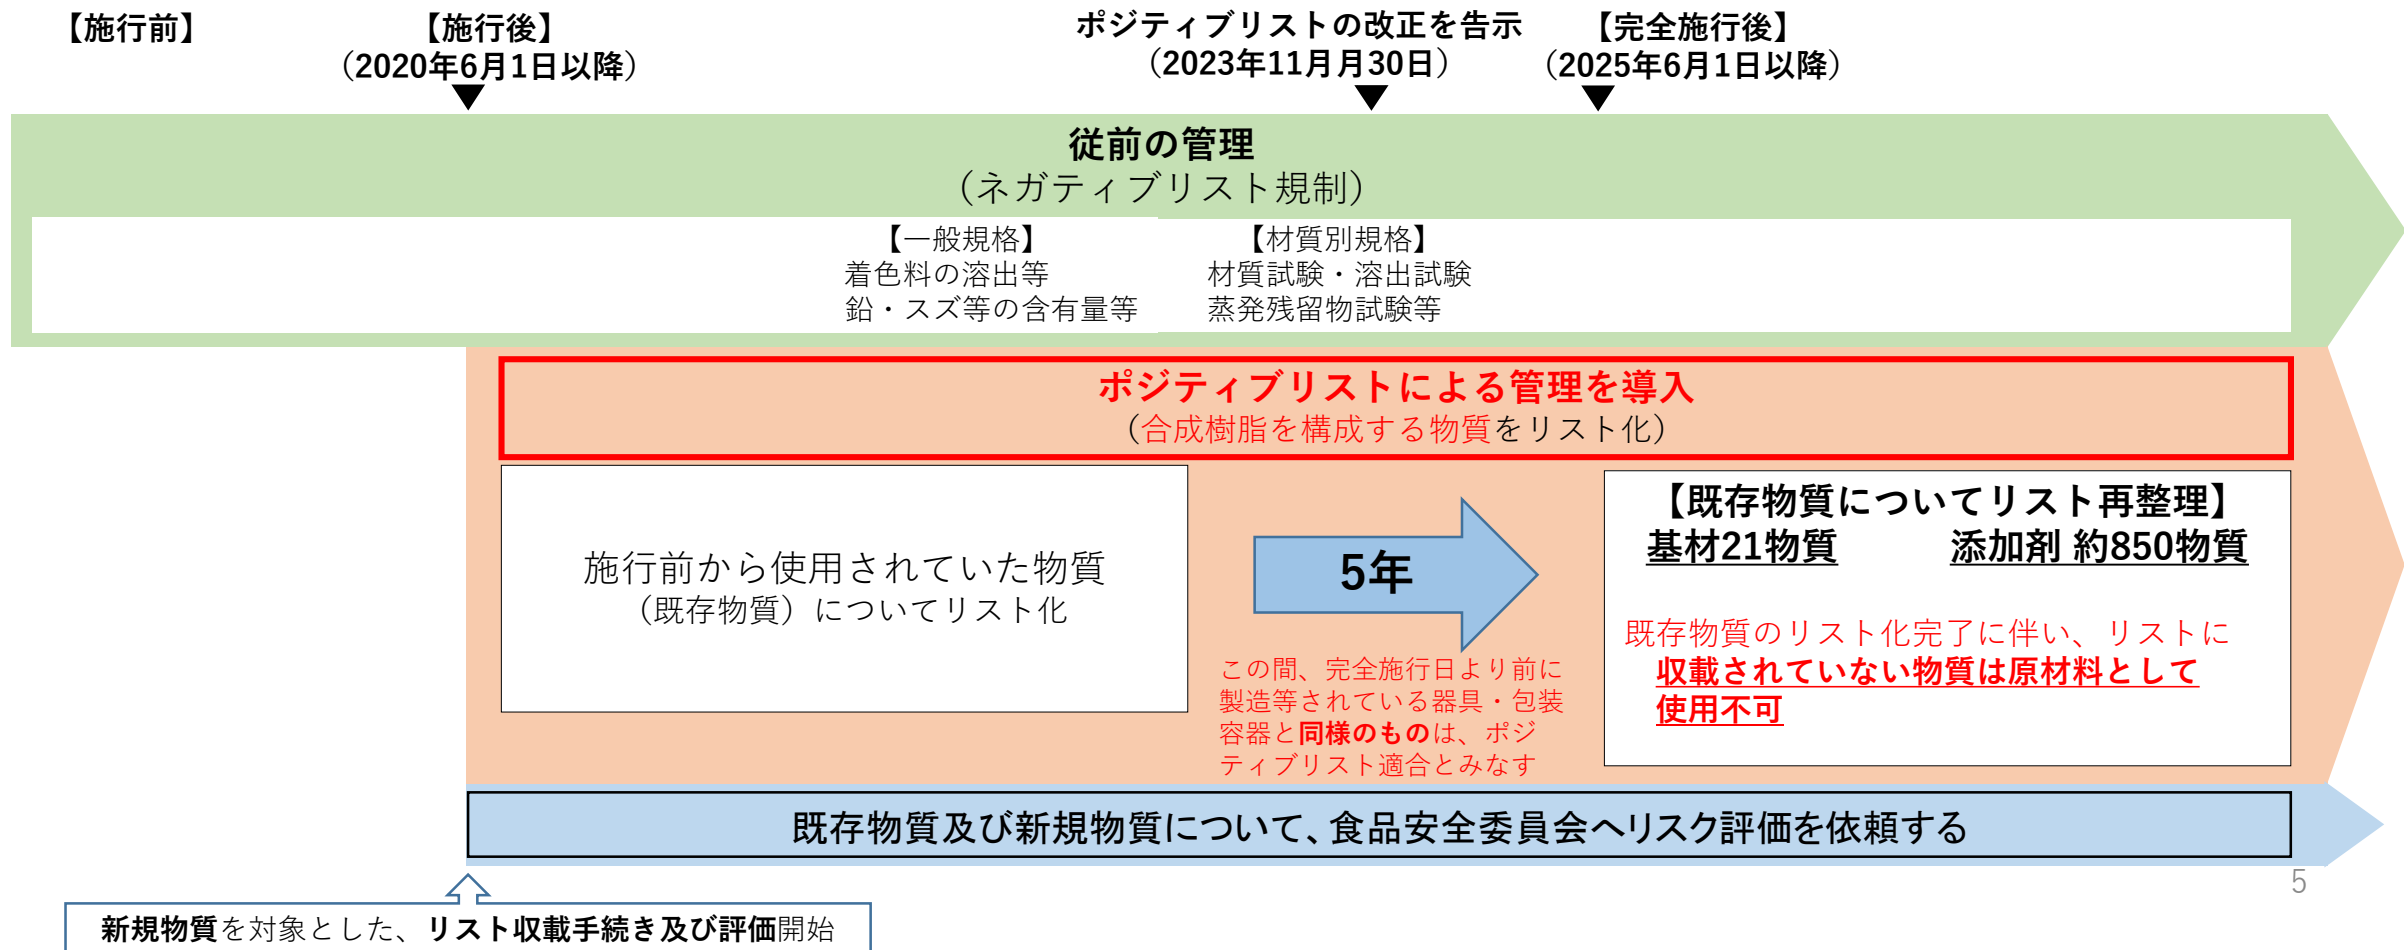 【施行前】
【施行後】
（2020年6月1日以降）
ポジティブリストの改正を告示
（2023年11月月30日）
【完全施行後】
（2025年6月1日以降）
従前の管理
（ネガティブリスト規制）
【一般規格】
着色料の溶出等
鉛・スズ等の含有量等
【材質別規格】
材質試験・溶出試験
蒸発残留物試験等
ポジティブリストによる管理を導入
（合成樹脂を構成する物質をリスト化）
施行前から使用されていた物質
（既存物質）についてリスト化
5年
この間、完全施行日より前に
製造等されている器具・包装
容器と同様のものは、ポジ
ティブリスト適合とみなす
【既存物質についてリスト再整理】
基材21物質 添加剤 約850物質
既存物質のリスト化完了に伴い、リストに
収載されていない物質は原材料として
使用不可
既存物質及び新規物質について、食品安全委員会へリスク評価を依頼する
5
新規物質を対象とした、リスト収載手続き及び評価開始